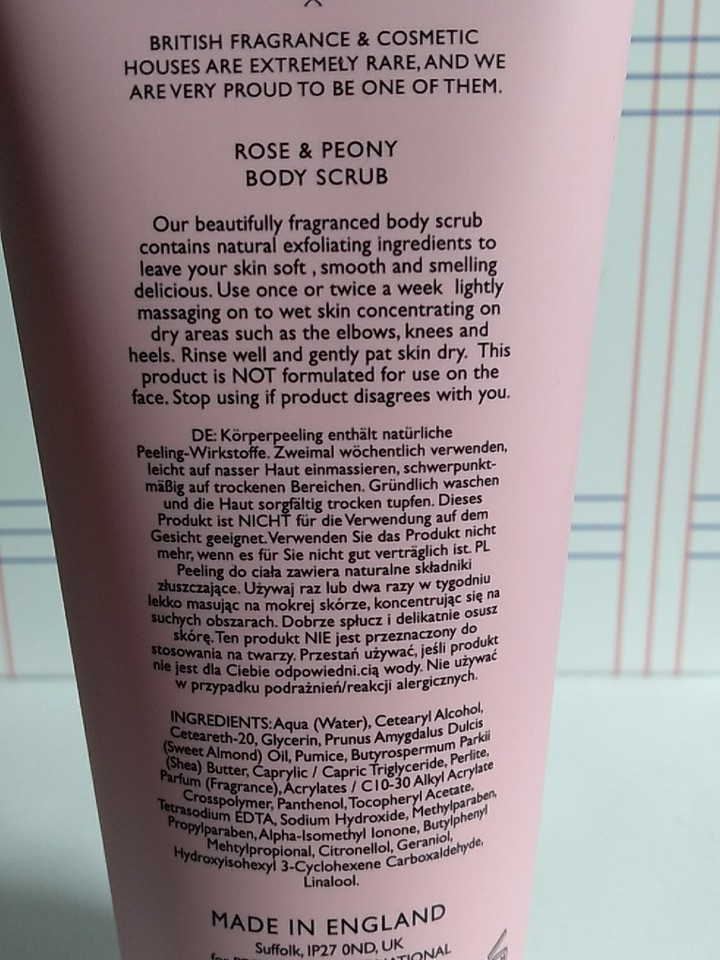 BRITISH FRAGRANCE & COSMETIC
HOUSES ARE EXTREMELY RARE, AND WE
ARE VERY PROUD TO BE ONE OF THEM.
ROSE & PEONY
BODY SCRUB
Our beautifully fragranced body scrub
contains natural exfoliating ingredients to
leave your skin soft , smooth and smelling
delicious. Use once or twice a week lightly
massaging on to wet skin concentrating on
dry areas such as the elbows, knees and
heels. Rinse well and gently pat skin dry. This
product is NOT formulated for use on the
face. Stop using if product disagrees with you.
DE: Körperpeeling enthält natürliche
Peeling-Wirkstoffe. Zweimal wöchentlich verwenden,
leicht auf nasser Haut einmassieren, schwerpunkt-
mäßig auf trockenen Bereichen. Gründlich waschen
und die Haut sorgfältig trocken tupfen. Dieses
Produkt ist NICHT für die Verwendung auf dem
Gesicht geeignet. Verwenden Sie das Produkt nicht
mehr, wenn es für Sie nicht gut verträglich ist. PL
Peeling do ciała zawiera naturalne składniki
złuszczające. Używaj raz lub dwa razy w tygodniu
lekko masując na mokrej skórze, koncentrując się na
suchych obszarach. Dobrze spłucz i delikatnie osusz
skórę. Ten produkt NIE jest przeznaczony do
stosowania na twarzy. Przestań używać, jeśli produkt
nie jest dla Ciebie odpowiedni.cią wody. Nie używać
w przypadku podrażnień/reakcji alergicznych.
INGREDIENTS: Aqua (Water), Cetearyl Alcohol,
Ceteareth-20, Glycerin, Prunus Amygdalus Dulcis
(Sweet Almond) Oil, Pumice, Butyrospermum Parkii
(Shea) Butter, Caprylic / Capric Triglyceride, Perlite,
Parfum (Fragrance), Acrylates / C10-30 Alkyl Acrylate
Crosspolymer, Panthenol, Tocopheryl Acetate,
Tetrasodium EDTA, Sodium Hydroxide, Methylparaben,
Propylparaben, Alpha-Isomethyl Ionone, Butylphenyl
Mehtylpropional, Citronellol, Geraniol,
Hydroxyisohexyl 3-Cyclohexene Carboxaldehyde,
Linalool.
MADE IN ENGLAND
Suffolk, IP27 0ND, UK